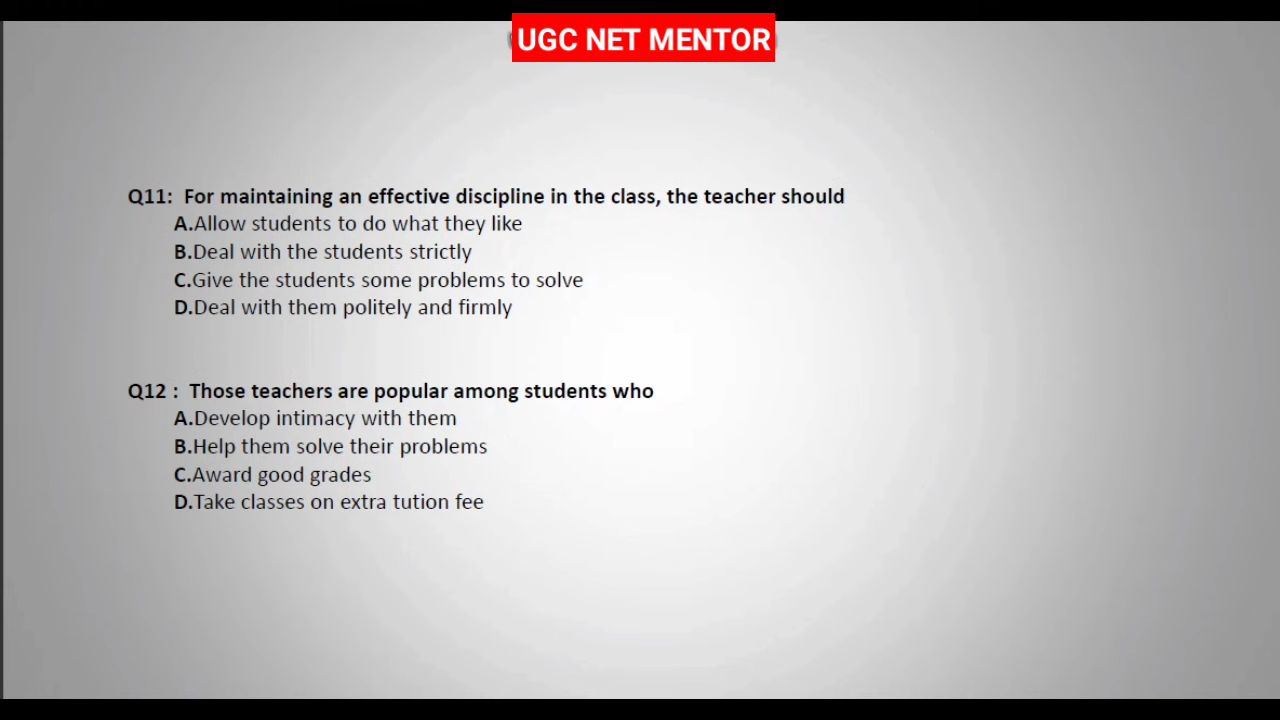 UGC NET MENTOR
Q11:  For maintaining an effective discipline in the class, the teacher should
A.Allow students to do what they like
B.Deal with the students strictly
C.Give the students some problems to solve
D.Deal with them politely and firmly
Q12 :  Those teachers are popular among students who
A.Develop intimacy with them
B.Help them solve their problems
C.Award good grades
D.Take classes on extra tution fee